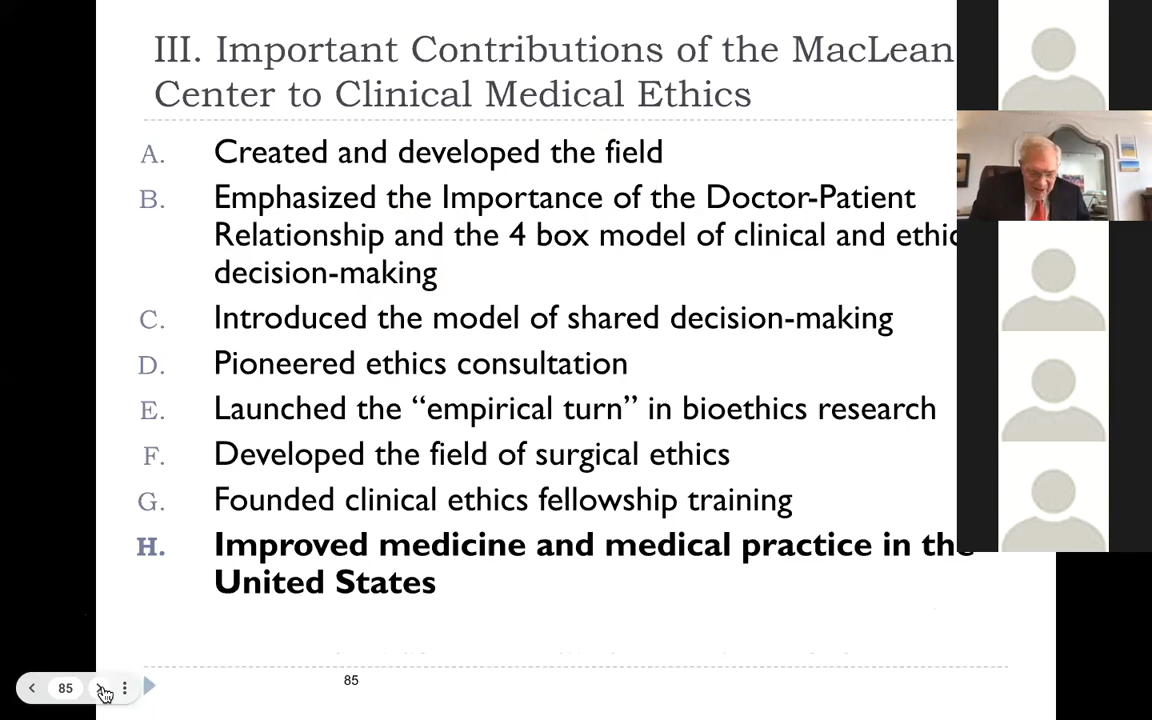 III. Important Contributions of the MacLean
Center to Clinical Medical Ethics
A. Created and developed the field
B. Emphasized the Importance of the Doctor-Patient
Relationship and the 4 box model of clinical and
decision-making
C. Introduced the model of shared decision-making
D. Pioneered ethics consultation
E. Launched the “empirical turn” in bioethics research
F. Developed the field of surgical ethics
G. Founded clinical ethics fellowship training
H. Improved medicine and medical practice in the
United States
85
85